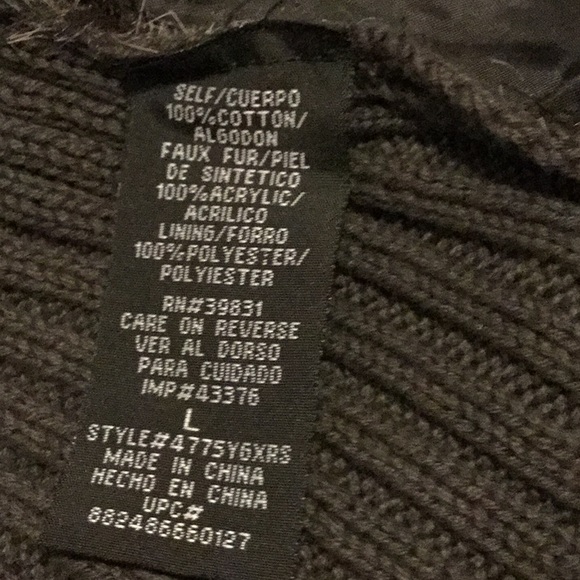 SELF/CUERPO
100%COTTON/
ALGODON
FAUX FUR/PIEL
DE SINTETICO
100%ACRYLIC/
ACRILICO
LINING/FORRO
100%POLYESTER/
POLYIESTER
RN#39831
CARE ON REVERSE
VER AL DORSO
PARA CUIDADO
IMP#43376
L
STYLE#4775Y6XRS
MADE IN CHINA
HECHO EN CHINA
UPC#
882486660127